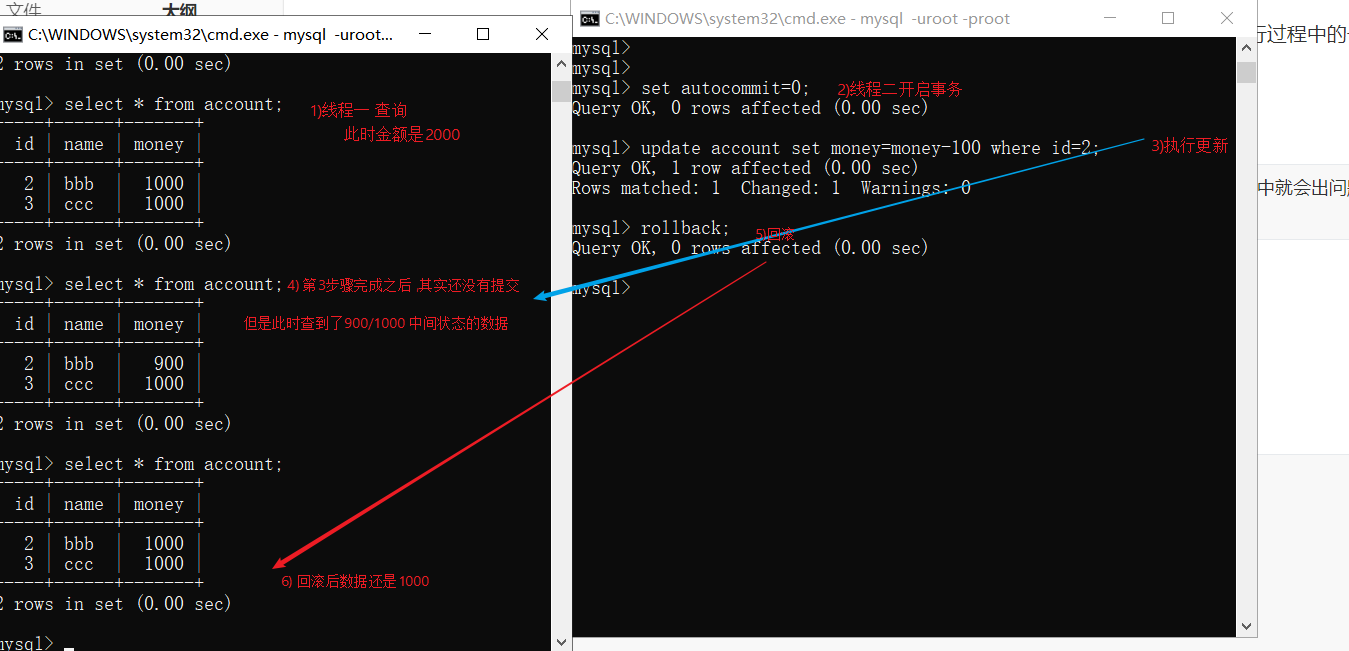 文件
大纲
C:\WINDOWS\system32\cmd.exe - mysql -uroot...
2 rows in set (0.00 sec)
mysql> select * from account;
1)线程一 查询
此时金额是2000
id | name | money |
2 | bbb | 1000 |
3 | ccc | 1000 |
2 rows in set (0.00 sec)
mysql> select * from account;
4) 第3步骤完成之后 ,其实还没有提交
但是此时查到了900/1000 中间状态的数据
id | name | money |
2 | bbb | 900 |
3 | ccc | 1000 |
2 rows in set (0.00 sec)
mysql> select * from account;
id | name | money |
2 | bbb | 1000 |
3 | ccc | 1000 |
6) 回滚后数据还是1000
2 rows in set (0.00 sec)
mysql>
C:\WINDOWS\system32\cmd.exe - mysql -uroot -proot
mysql>
mysql>
mysql> set autocommit=0;
2)线程二开启事务
Query OK, 0 rows affected (0.00 sec)
mysql> update account set money=money-100 where id=2;
3)执行更新
Query OK, 1 row affected (0.00 sec)
Rows matched: 1 Changed: 1 Warnings: 0
mysql> rollback;
5)回滚
Query OK, 0 rows affected (0.00 sec)
mysql>
行过程中的
中就会出问